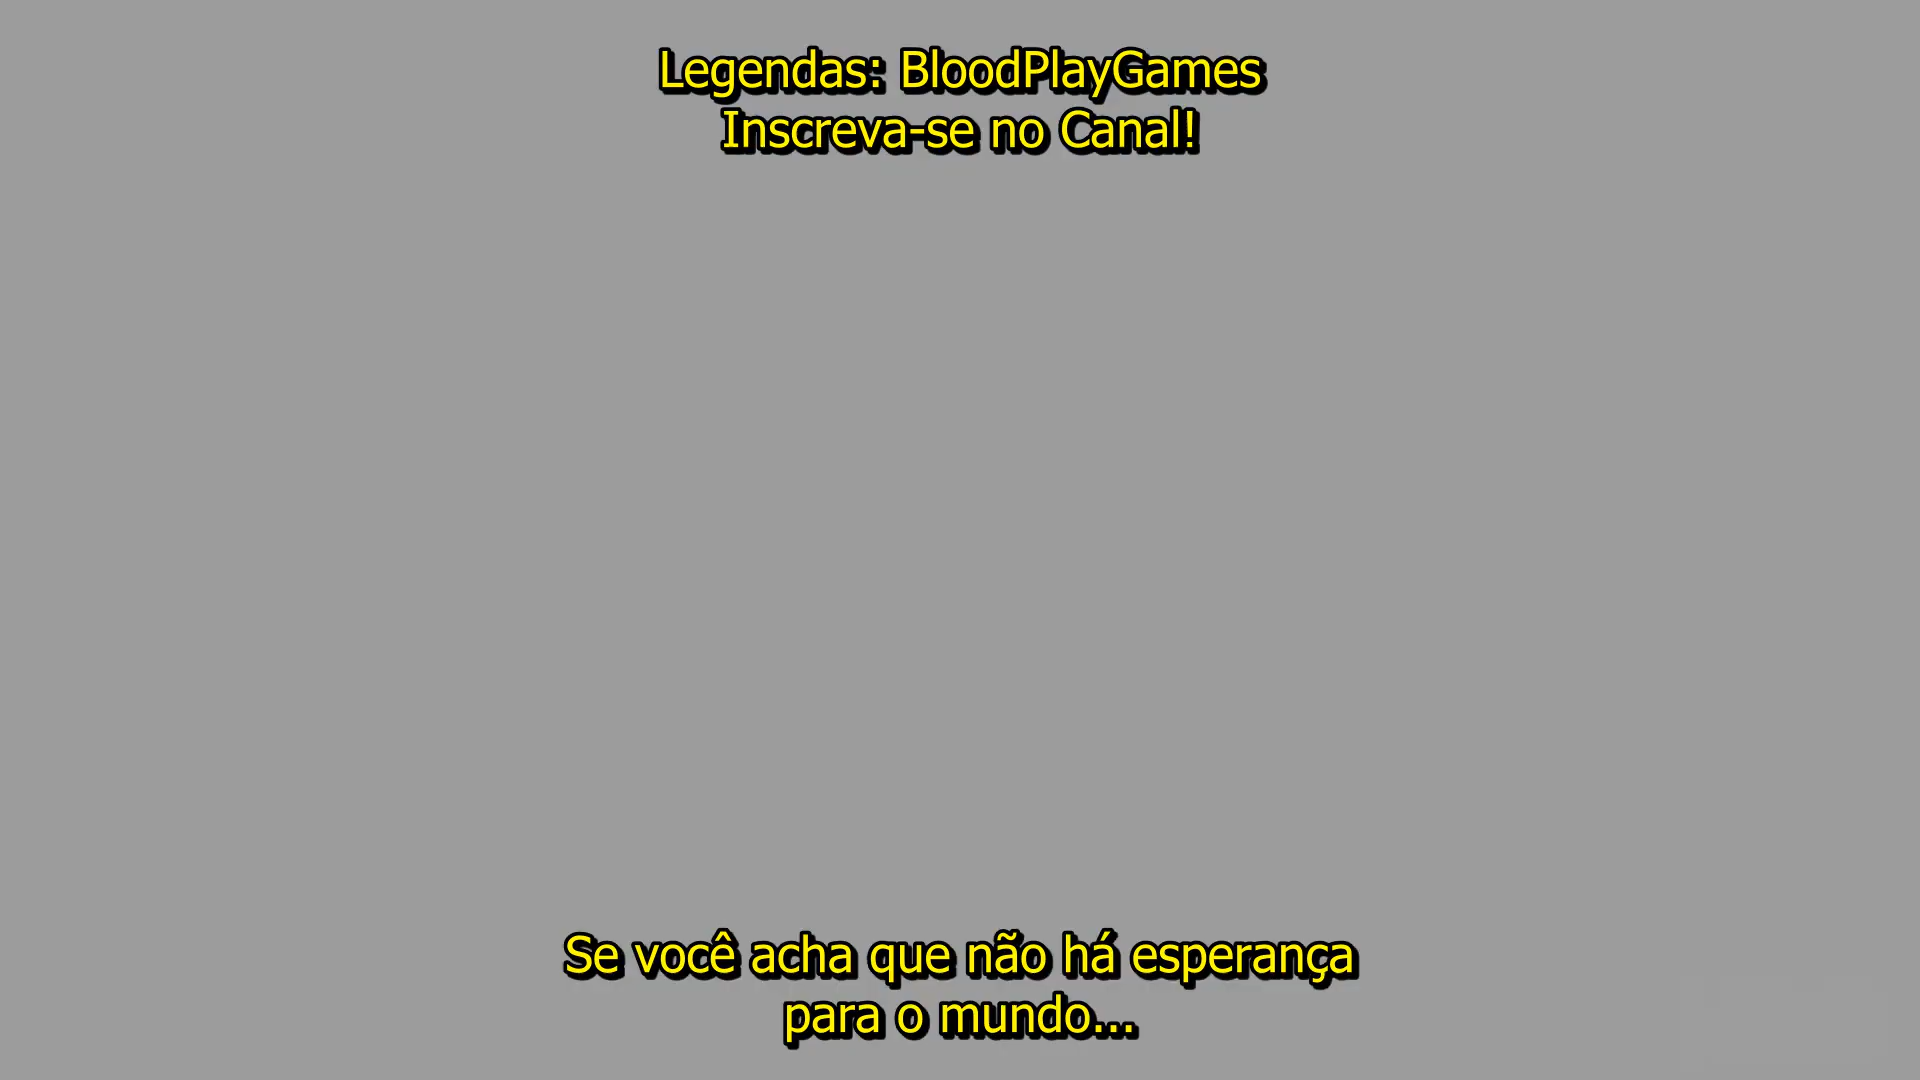 Legendas: BloodPlayGames
Inscreva-se no Canal!
Se você acha que não há esperança
para o mundo...